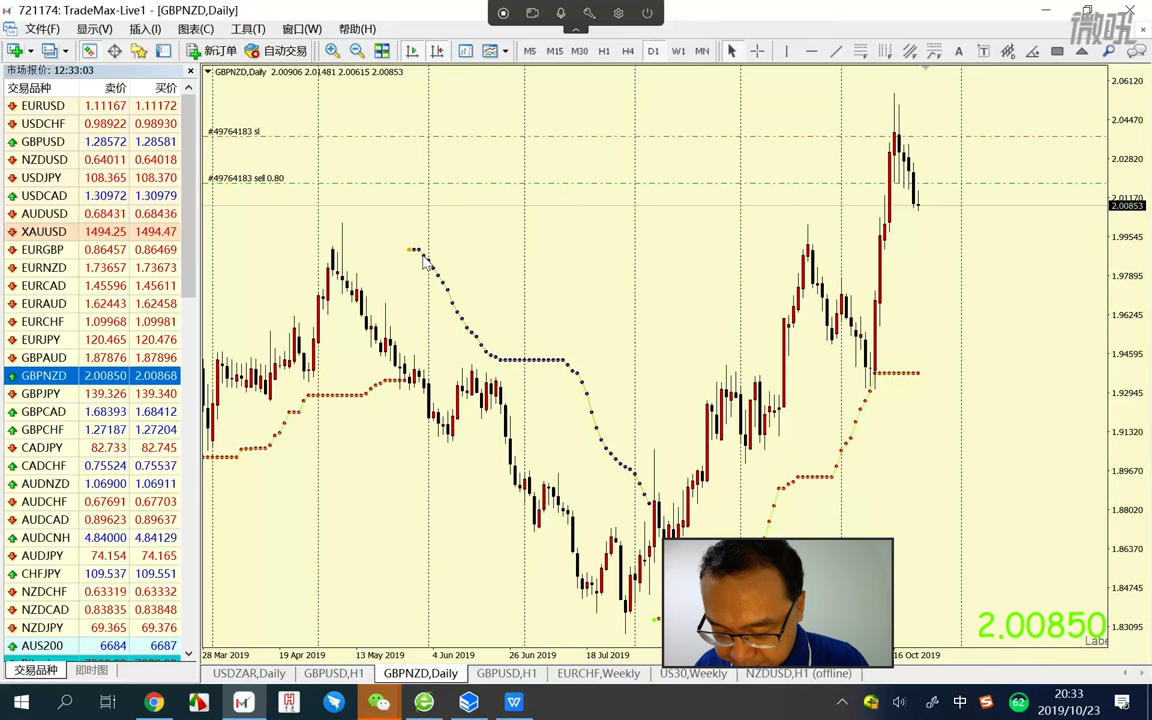 721174: TradeMax-Live1 - [GBPNZD,Daily]
微吼
文件(F) 显示(V) 插入(I) 图表(C) 工具(T) 窗口(W) 帮助(H)
新订单 自动交易 M5 M15 M30 H1 H4 D1 W1 MN A T
市场报价: 12:33:03
交易品种 卖价 买价
EURUSD 1.11167 1.11172
USDCHF 0.98922 0.98930
GBPUSD 1.28572 1.28581
NZDUSD 0.64011 0.64018
USDJPY 108.365 108.370
USDCAD 1.30972 1.30979
AUDUSD 0.68431 0.68436
XAUUSD 1494.25 1494.47
EURGBP 0.86457 0.86469
EURNZD 1.73657 1.73673
EURCAD 1.45596 1.45611
EURAUD 1.62443 1.62458
EURCHF 1.09968 1.09981
EURJPY 120.465 120.476
GBPAUD 1.87876 1.87896
GBPNZD 2.00850 2.00868
GBPJPY 139.326 139.340
GBPCAD 1.68393 1.68412
GBPCHF 1.27187 1.27204
CADJPY 82.733 82.745
CADCHF 0.75524 0.75537
AUDNZD 1.06900 1.06911
AUDCHF 0.67691 0.67703
AUDCAD 0.89623 0.89637
AUDCNH 4.84000 4.84129
AUDJPY 74.154 74.165
CHFJPY 109.537 109.551
NZDCHF 0.63319 0.63332
NZDCAD 0.83835 0.83848
NZDJPY 69.365 69.376
AUS200 6684 6687
交易品种 即时图
GBPNZD,Daily 2.00906 2.01481 2.00615 2.00853
#49764183 sl
#49764183 sell 0.80
2.06120
2.04470
2.02820
2.01170
2.00853
1.99545
1.97895
1.96245
1.94595
1.92945
1.91320
1.89670
1.88020
1.86370
1.84745
1.83095
2.00850
Labe
28 Mar 2019 19 Apr 2019 13 May 2019 4 Jun 2019 26 Jun 2019 18 Jul 2019 16 Oct 2019
USDZAR,Daily GBPUSD,H1 GBPNZD,Daily GBPNZD,H1 EURCHF,Weekly US30,Weekly NZDUSD,H1 (offline)
中 62 20:33
2019/10/23